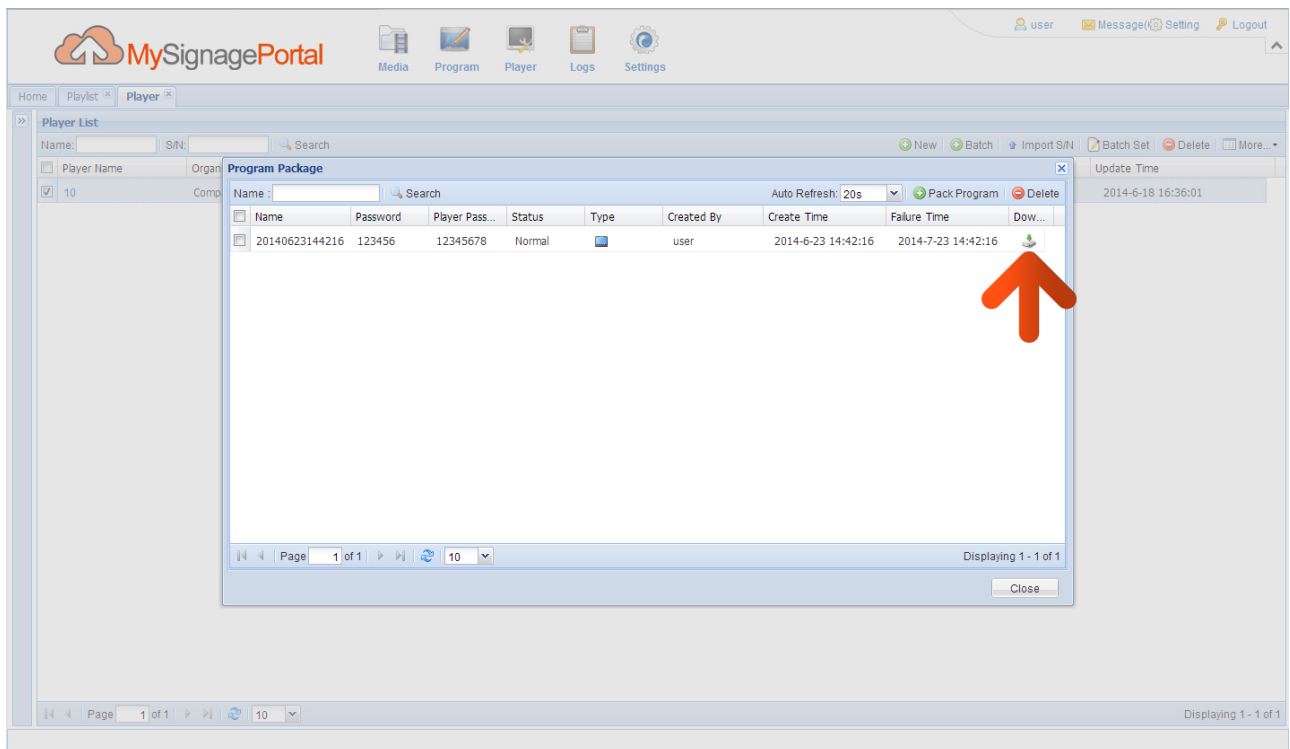 user Message( Setting Logout
MySignagePortal
Media Program Player Logs Settings
Home Playlist Player
Player List
Name: S/N: Search New Batch Import S/N Batch Set Delete More...
Player Name Organ Update Time
10 Comp 2014-6-18 16:36:01
Program Package
Name : Search Auto Refresh: 20s Pack Program Delete
Name Password Player Pass... Status Type Created By Create Time Failure Time Dow...
20140623144216 123456 12345678 Normal user 2014-6-23 14:42:16 2014-7-23 14:42:16
Page 1 of 1 10 Displaying 1 - 1 of 1
Close
Page 1 of 1 10 Displaying 1 - 1 of 1